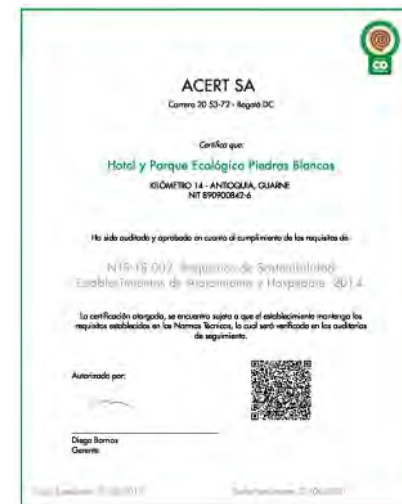 CO
ACERT SA
Carrera 20 53-72 - Bogotá DC
Certifica que:
Hotel y Parque Ecológico Piedras Blancas
KILÓMETRO 14 - ANTIOQUIA, GUARNE
NIT 890900842-6
Ha sido auditado y aprobado en cuanto al cumplimiento de los requisitos de:
NTS-TS 002 Requisitos de Sostenibilidad
Establecimientos de Alojamiento y Hospedaje 2014
La certificación otorgada, se encuentra sujeta a que el establecimiento mantenga los
requisitos establecidos en las Normas Técnicas, lo cual será verificado en las auditorías
de seguimiento.
Autorizado por:
Diego Barrios
Gerente